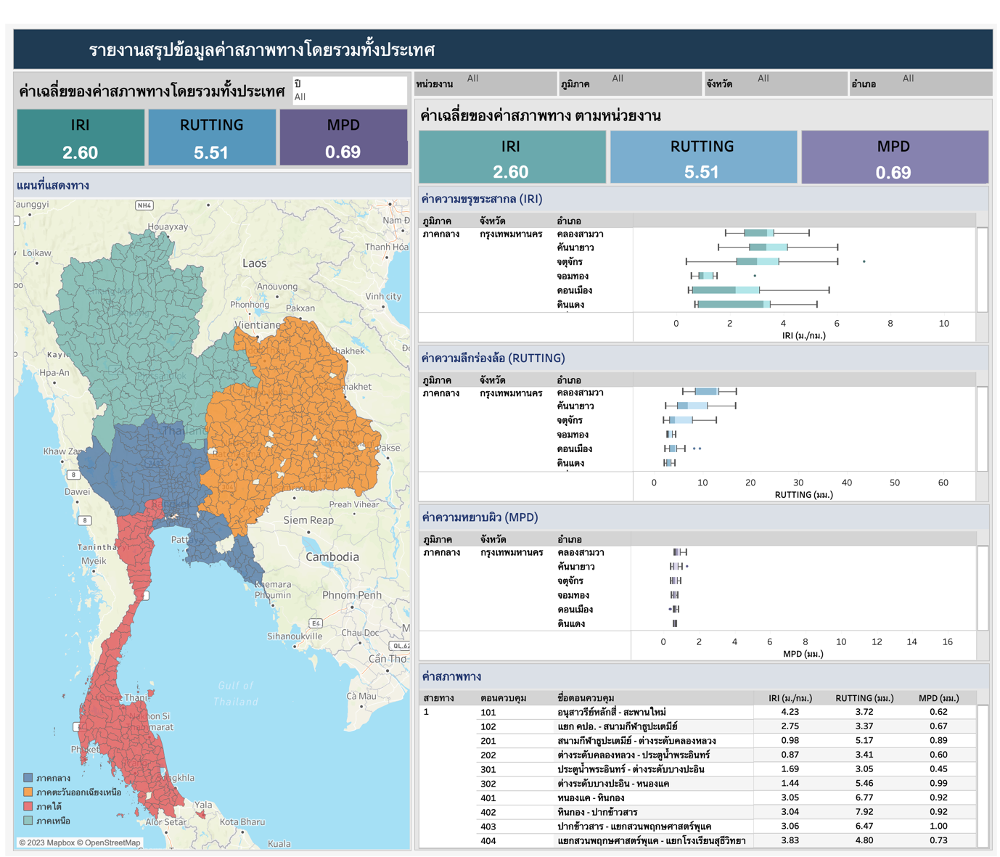 รายงานสรุปข้อมูลค่าสภาพทางโดยรวมทั้งประเทศ
ค่าเฉลี่ยของค่าสภาพทางโดยรวมทั้งประเทศ
ปี
All
IRI
2.60
RUTTING
5.51
MPD
0.69
หน่วยงาน All
ภูมิภาค All
จังหวัด All
อำเภอ All
ค่าเฉลี่ยของค่าสภาพทาง ตามหน่วยงาน
IRI
2.60
RUTTING
5.51
MPD
0.69
แผนที่แสดงทาง
aunggyi
NH4
Houayxay
Nam Đ
Loikaw
Laos
Thanh Hóa
Anouvong
Vinh city
Phonhong
Pakxan
Vientiane
Kayin
Thakhek
Hpa-An
nakhet
Thailand
Khaw Zar
Pakse
8
Dawei
Bangkok
Preah Vihear
8
Siem Reap
Pattaya
Tanintharyi
Myeik
Cambodia
Khemara
Phoumin
Phnom Penh
E4
Sihanoukville
Chau Doc
QL.62
Cần Thơ
Gulf of
Thailand
Cà Mau
Surat Thani
Nakhon Si
Thammarat
Phuket
Songkhla
Yala
Alor Setar
Kota Bharu
Kuala
ภาคกลาง
ภาคตะวันออกเฉียงเหนือ
ภาคใต้
ภาคเหนือ
© 2023 Mapbox © OpenStreetMap
ค่าความขรุขระสากล (IRI)
ภูมิภาค จังหวัด อำเภอ
ภาคกลาง กรุงเทพมหานคร คลองสามวา
คันนายาว
จตุจักร
จอมทอง
ดอนเมือง
ดินแดง
0 2 4 6 8 10
IRI (ม./กม.)
ค่าความลึกร่องล้อ (RUTTING)
ภูมิภาค จังหวัด อำเภอ
ภาคกลาง กรุงเทพมหานคร คลองสามวา
คันนายาว
จตุจักร
จอมทอง
ดอนเมือง
ดินแดง
0 10 20 30 40 50 60
RUTTING (มม.)
ค่าความหยาบผิว (MPD)
ภูมิภาค จังหวัด อำเภอ
ภาคกลาง กรุงเทพมหานคร คลองสามวา
คันนายาว
จตุจักร
จอมทอง
ดอนเมือง
ดินแดง
0 2 4 6 8 10 12 14 16
MPD (มม.)
ค่าสภาพทาง
สายทาง ตอนควบคุม ชื่อตอนควบคุม IRI (ม./กม.) RUTTING (มม.) MPD (มม.)
1 101 อนุสาวรีย์หลักสี่ - สะพานใหม่ 4.23 3.72 0.62
102 แยก คปอ. - สนามกีฬาธูปะเตมีย์ 2.75 3.37 0.67
201 สนามกีฬาธูปะเตมีย์ - ต่างระดับคลองหลวง 0.98 5.17 0.89
202 ต่างระดับคลองหลวง - ประตูน้ำพระอินทร์ 0.87 3.41 0.60
301 ประตูน้ำพระอินทร์ - ต่างระดับบางปะอิน 1.69 3.05 0.45
302 ต่างระดับบางปะอิน - หนองแค 1.44 5.46 0.99
401 หนองแค - หินกอง 3.05 6.77 0.92
402 หินกอง - ปากข้าวสาร 3.04 7.92 0.92
403 ปากข้าวสาร - แยกสวนพฤกษศาสตร์พุแค 3.06 6.47 1.00
404 แยกสวนพฤกษศาสตร์พุแค - แยกโรงเรียนสุธีวิทยา 3.83 4.80 0.73